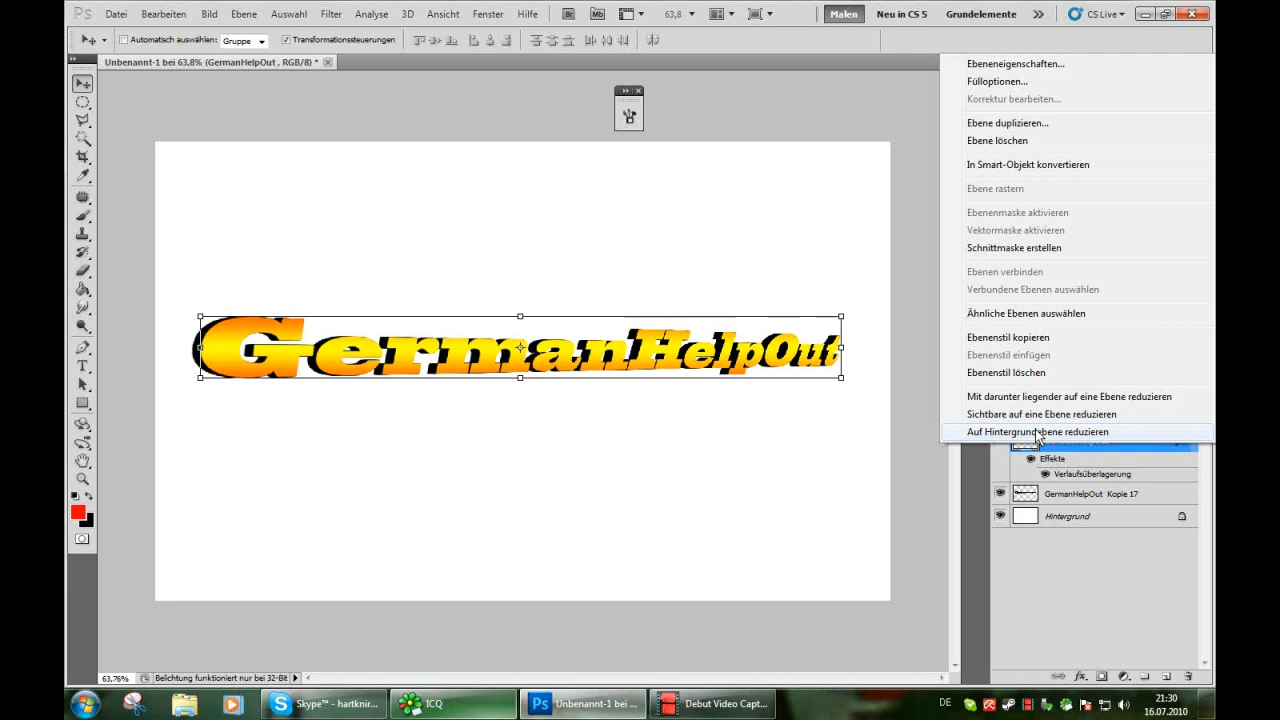 Ps Datei Bearbeiten Bild Ebene Auswahl Filter Analyse 3D Ansicht Fenster Hilfe Br Mb 63,8 Malen Neu in CS 5 Grundelemente CS Live
Automatisch auswählen: Gruppe Transformationssteuerungen
Unbenannt-1 bei 63,8% (GermanHelpOut , RGB/8) *
Ebeneneigenschaften...
Fülloptionen...
Korrektur bearbeiten...
Ebene duplizieren...
Ebene löschen
In Smart-Objekt konvertieren
Ebene rastern
Ebenenmaske aktivieren
Vektormaske aktivieren
Schnittmaske erstellen
Ebenen verbinden
Verbundene Ebenen auswählen
Ähnliche Ebenen auswählen
Ebenenstil kopieren
Ebenenstil einfügen
Ebenenstil löschen
Mit darunter liegender auf eine Ebene reduzieren
Sichtbare auf eine Ebene reduzieren
Auf Hintergrundebene reduzieren
GermanHelpOut
Effekte
Verlaufsüberlagerung
GermanHelpOut Kopie 17
Hintergrund
63,76% Belichtung funktioniert nur bei 32-Bit
Skype™ - hartknir... ICQ Ps Unbenannt-1 bei ... Debut Video Capt... DE 21:30
16.07.2010